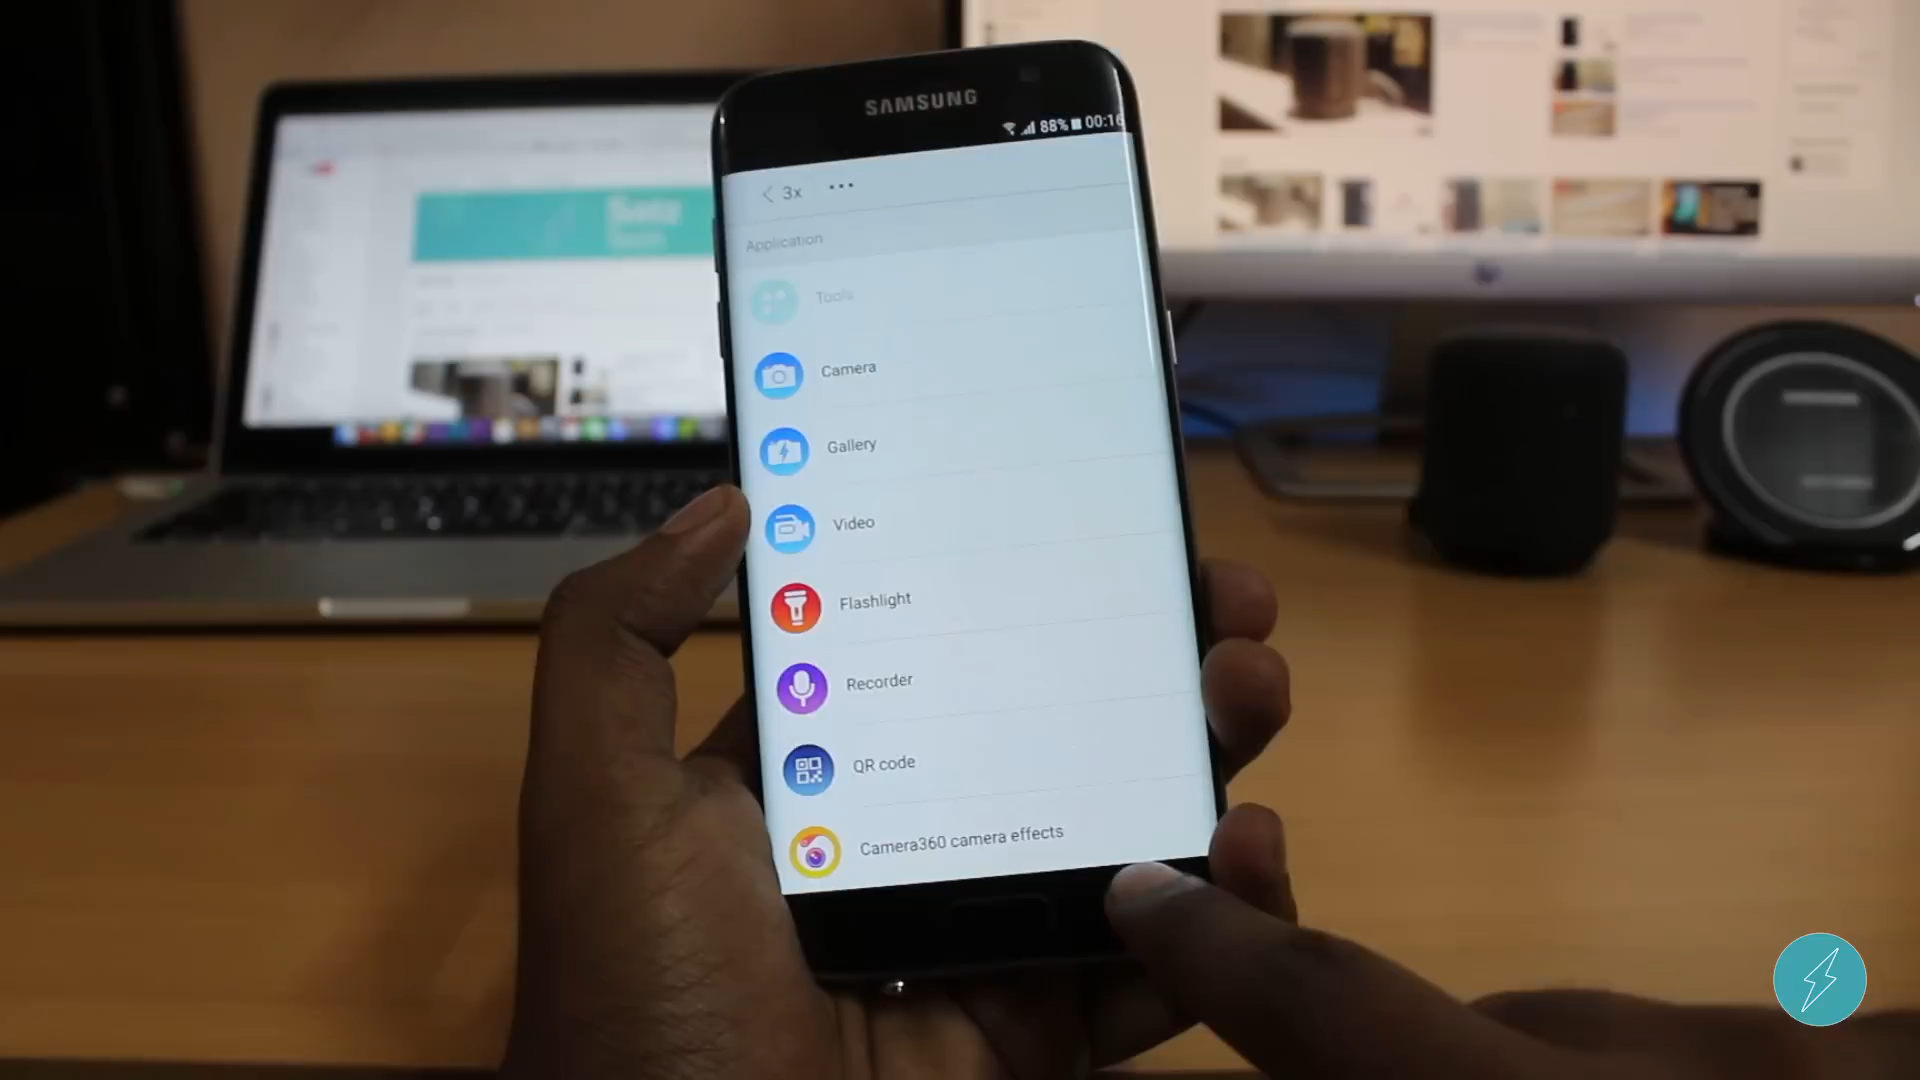 SAMSUNG
88% 00:16
3x
Application
Tools
Camera
Gallery
Video
Flashlight
Recorder
QR code
Camera360 camera effects